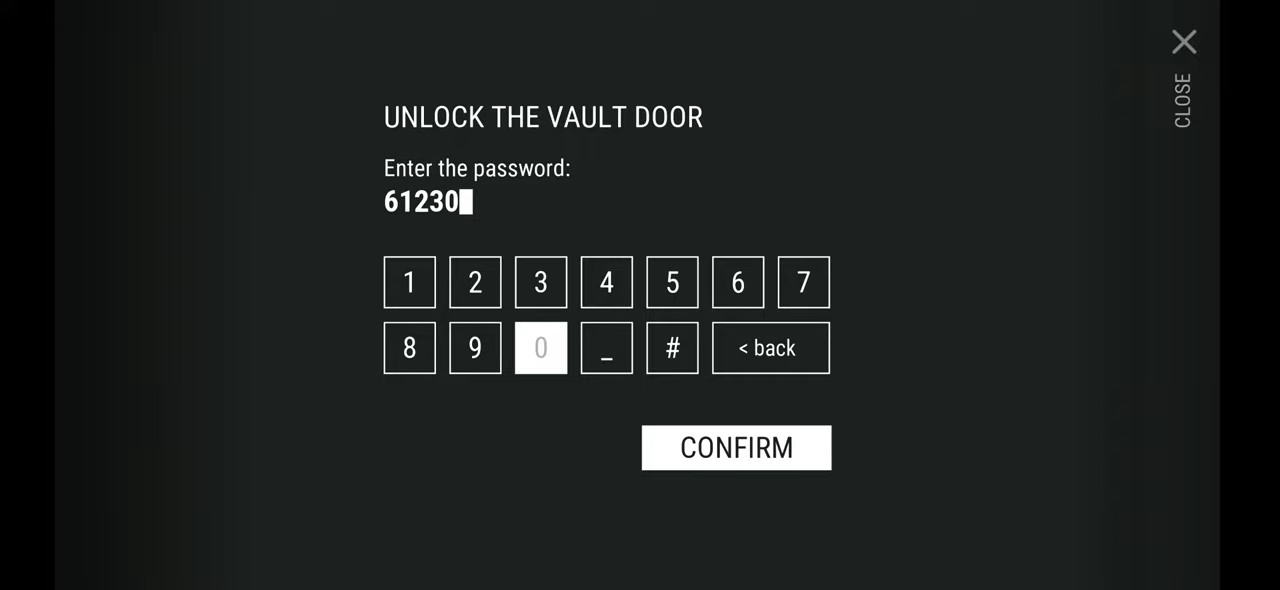 CLOSE
UNLOCK THE VAULT DOOR
Enter the password:
61230
1 2 3 4 5 6 7
8 9 0 _ # < back
CONFIRM